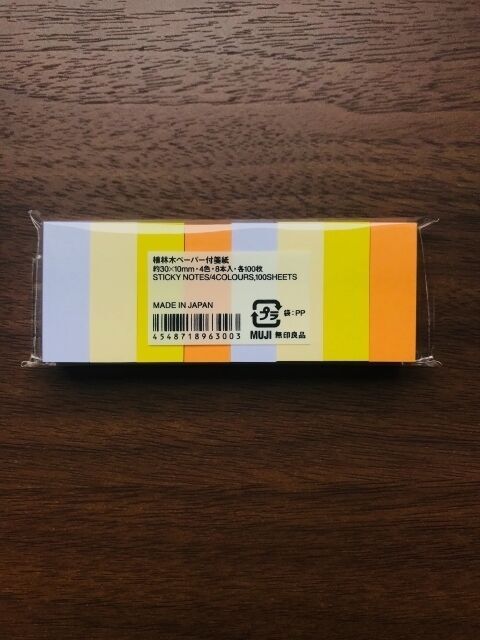 植林木ペーパー付箋紙
約30×10mm・4色・8本入・各100枚
STICKY NOTES/4COLOURS,100SHEETS
MADE IN JAPAN
プラ 袋:PP
4548718963003
MUJI 無印良品